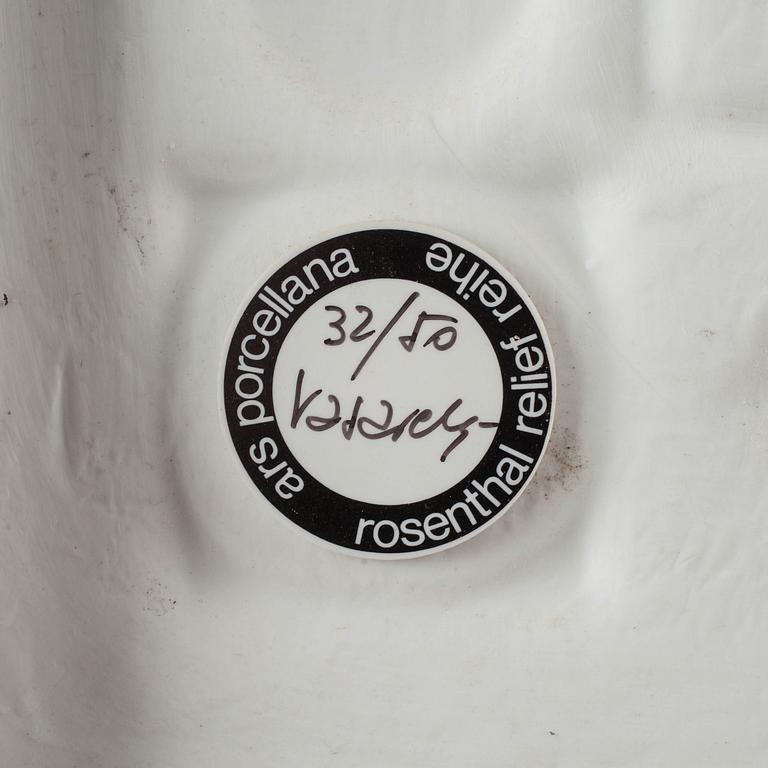 ars porcellana
rosenthal relief reihe
32/50
Vasarely